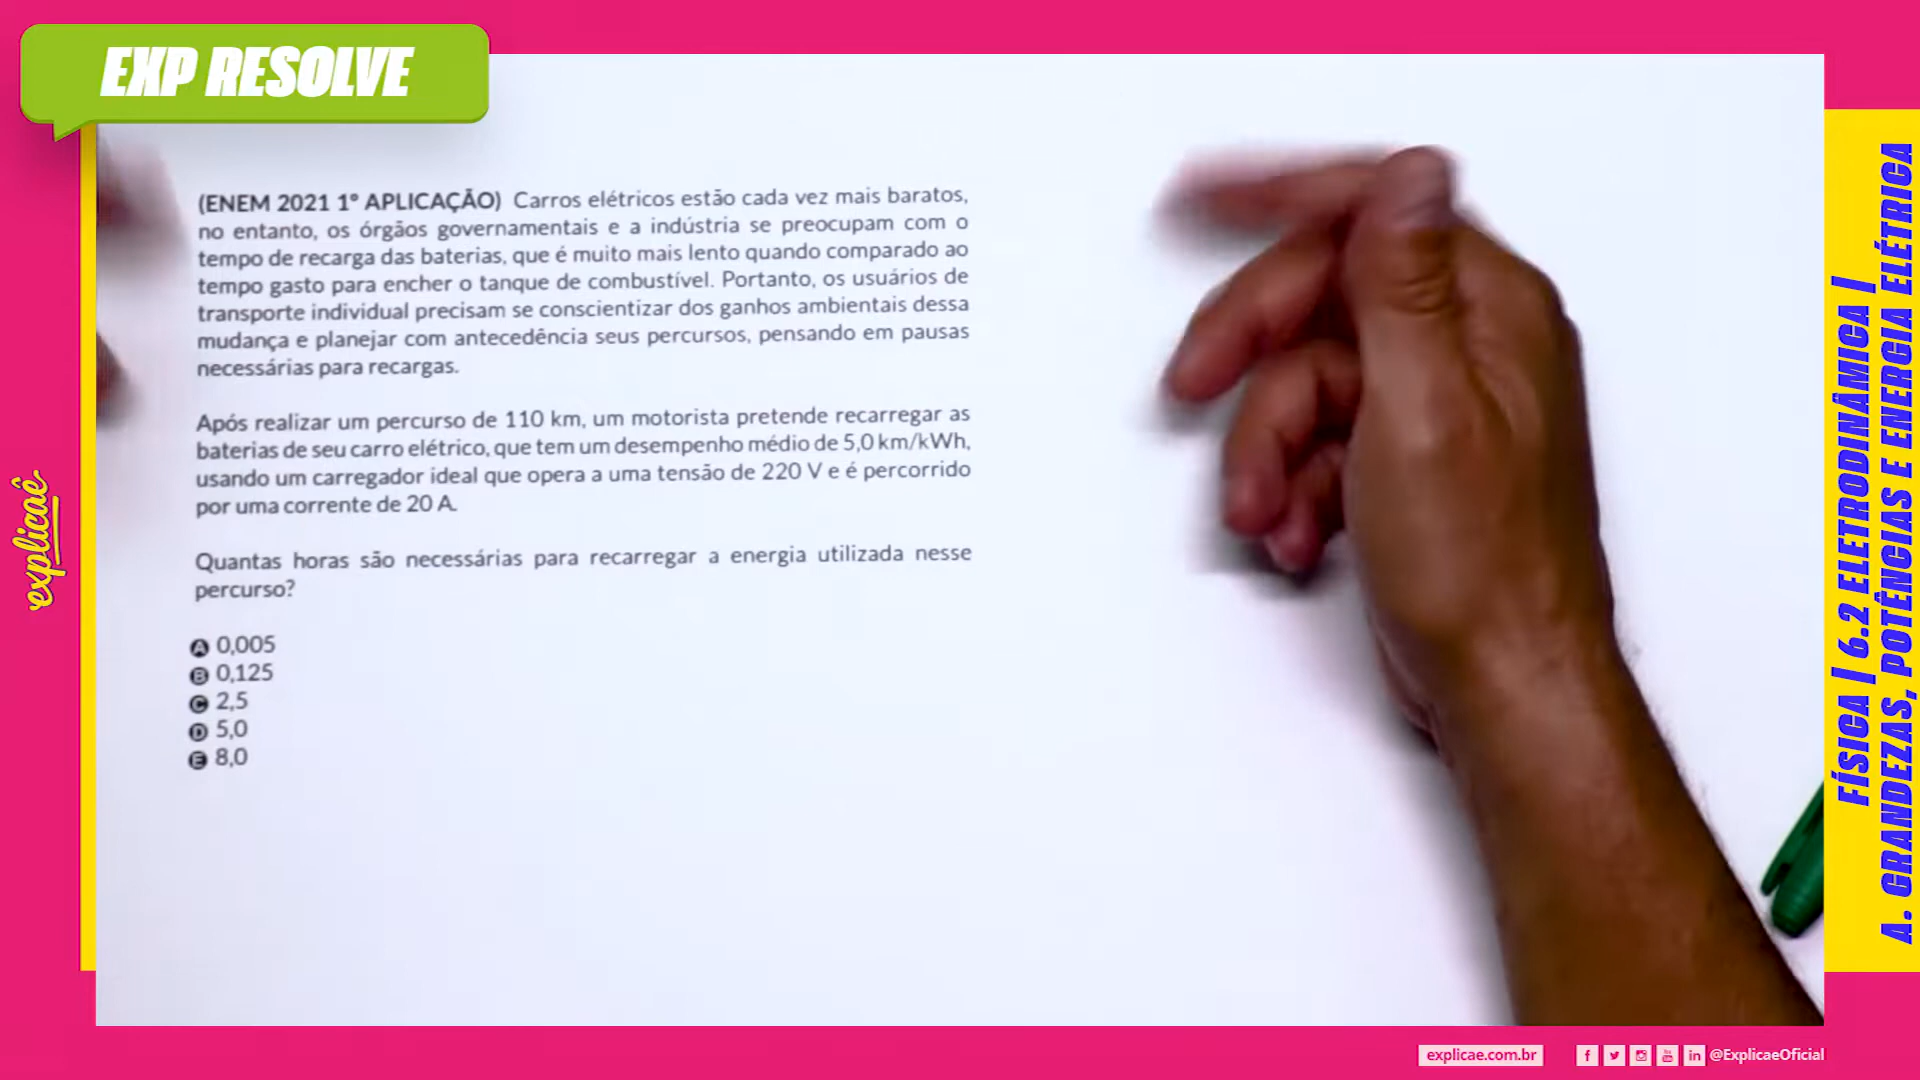 EXP RESOLVE
(ENEM 2021 1º APLICAÇÃO) Carros elétricos estão cada vez mais baratos,
no entanto, os órgãos governamentais e a indústria se preocupam com o
tempo de recarga das baterias, que é muito mais lento quando comparado ao
tempo gasto para encher o tanque de combustível. Portanto, os usuários de
transporte individual precisam se conscientizar dos ganhos ambientais dessa
mudança e planejar com antecedência seus percursos, pensando em pausas
necessárias para recargas.
Após realizar um percurso de 110 km, um motorista pretende recarregar as
baterias de seu carro elétrico, que tem um desempenho médio de 5,0 km/kWh,
usando um carregador ideal que opera a uma tensão de 220 V e é percorrido
por uma corrente de 20 A.
Quantas horas são necessárias para recarregar a energia utilizada nesse
percurso?
A 0,005
B 0,125
C 2,5
D 5,0
E 8,0
explicaê
FÍSICA | 6.2 ELETRODINÂMICA |
A. GRANDEZAS, POTÊNCIAS E ENERGIA ELÉTRICA
explicae.com.br
@ExplicaeOficial